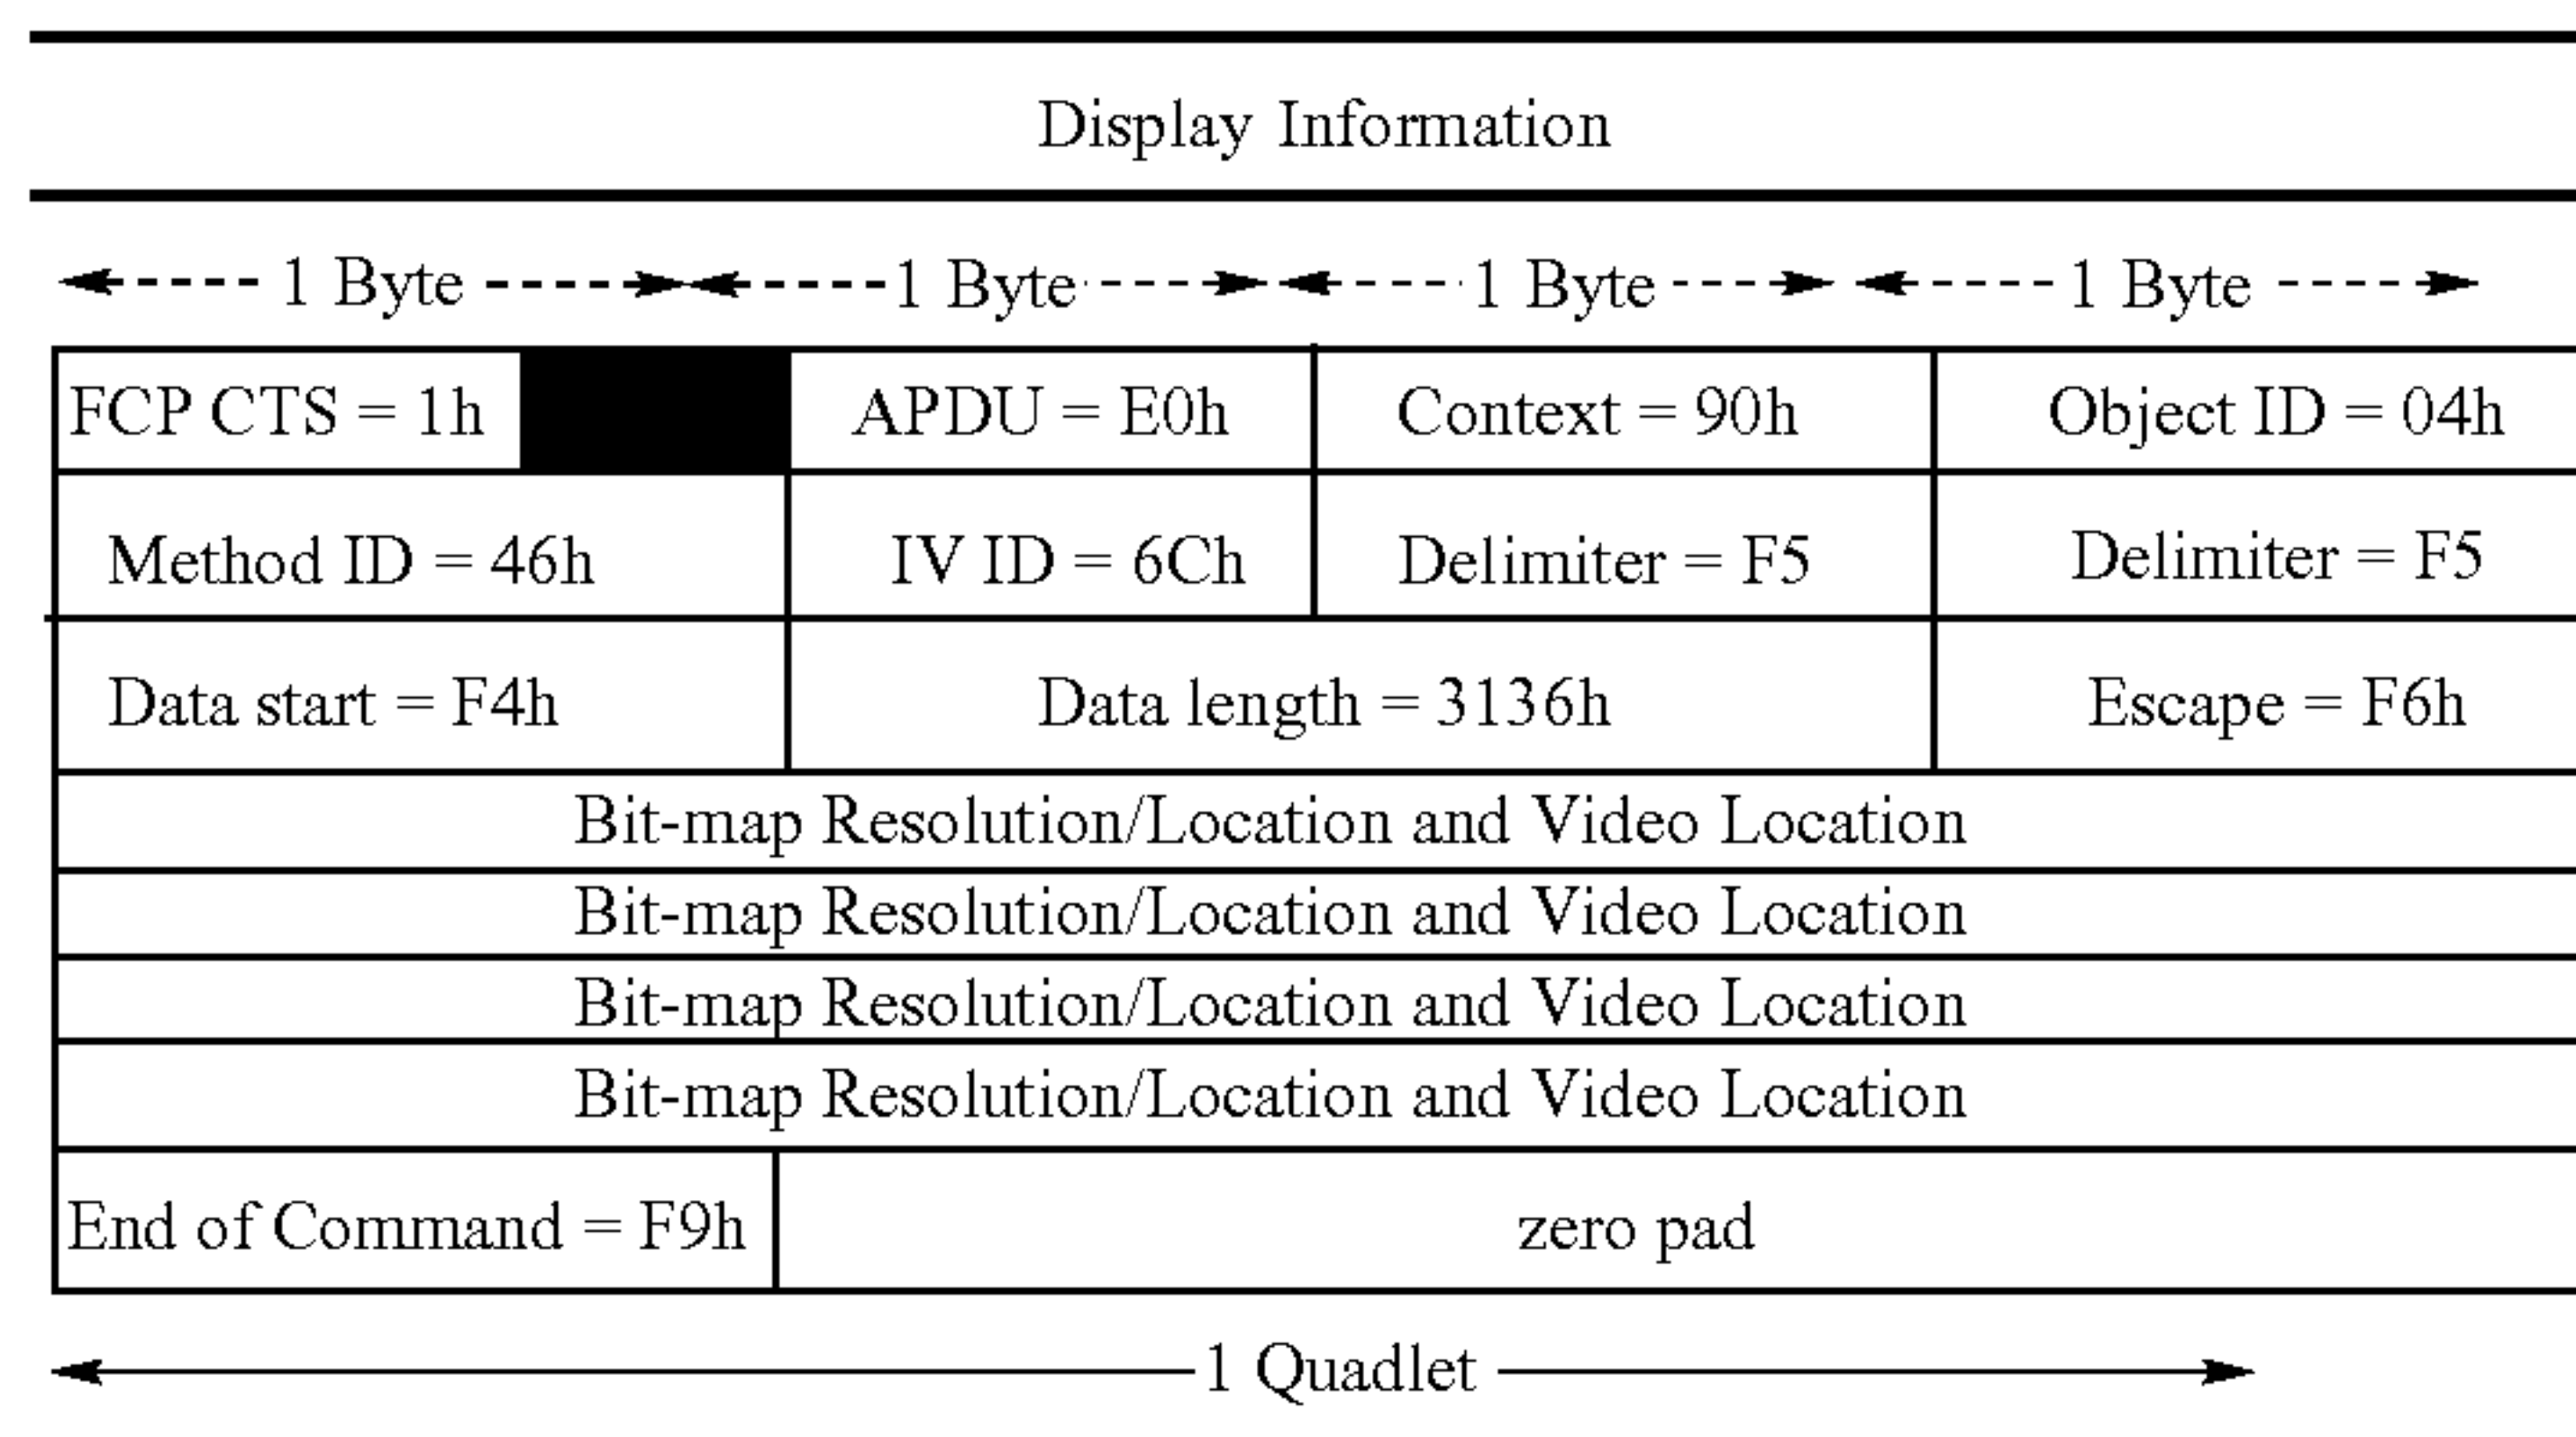 Display Information
1 Byte 1 Byte 1 Byte 1 Byte
FCP CTS = 1h APDU = E0h Context = 90h Object ID = 04h
Method ID = 46h IV ID = 6Ch Delimiter = F5 Delimiter = F5
Data start = F4h Data length = 3136h Escape = F6h
Bit-map Resolution/Location and Video Location
Bit-map Resolution/Location and Video Location
Bit-map Resolution/Location and Video Location
Bit-map Resolution/Location and Video Location
End of Command = F9h zero pad
1 Quadlet